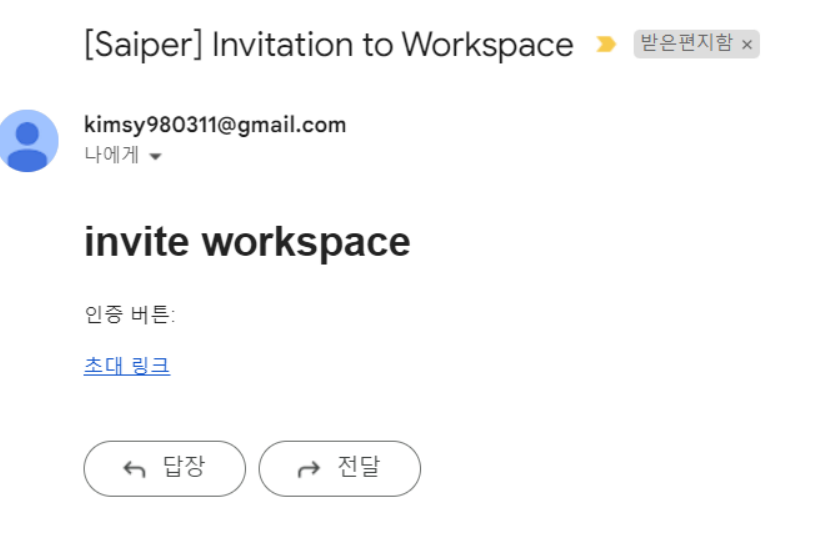 [Saiper] Invitation to Workspace 받은편지함 ×
kimsy980311@gmail.com
나에게
invite workspace
인증 버튼:
초대 링크
답장 전달